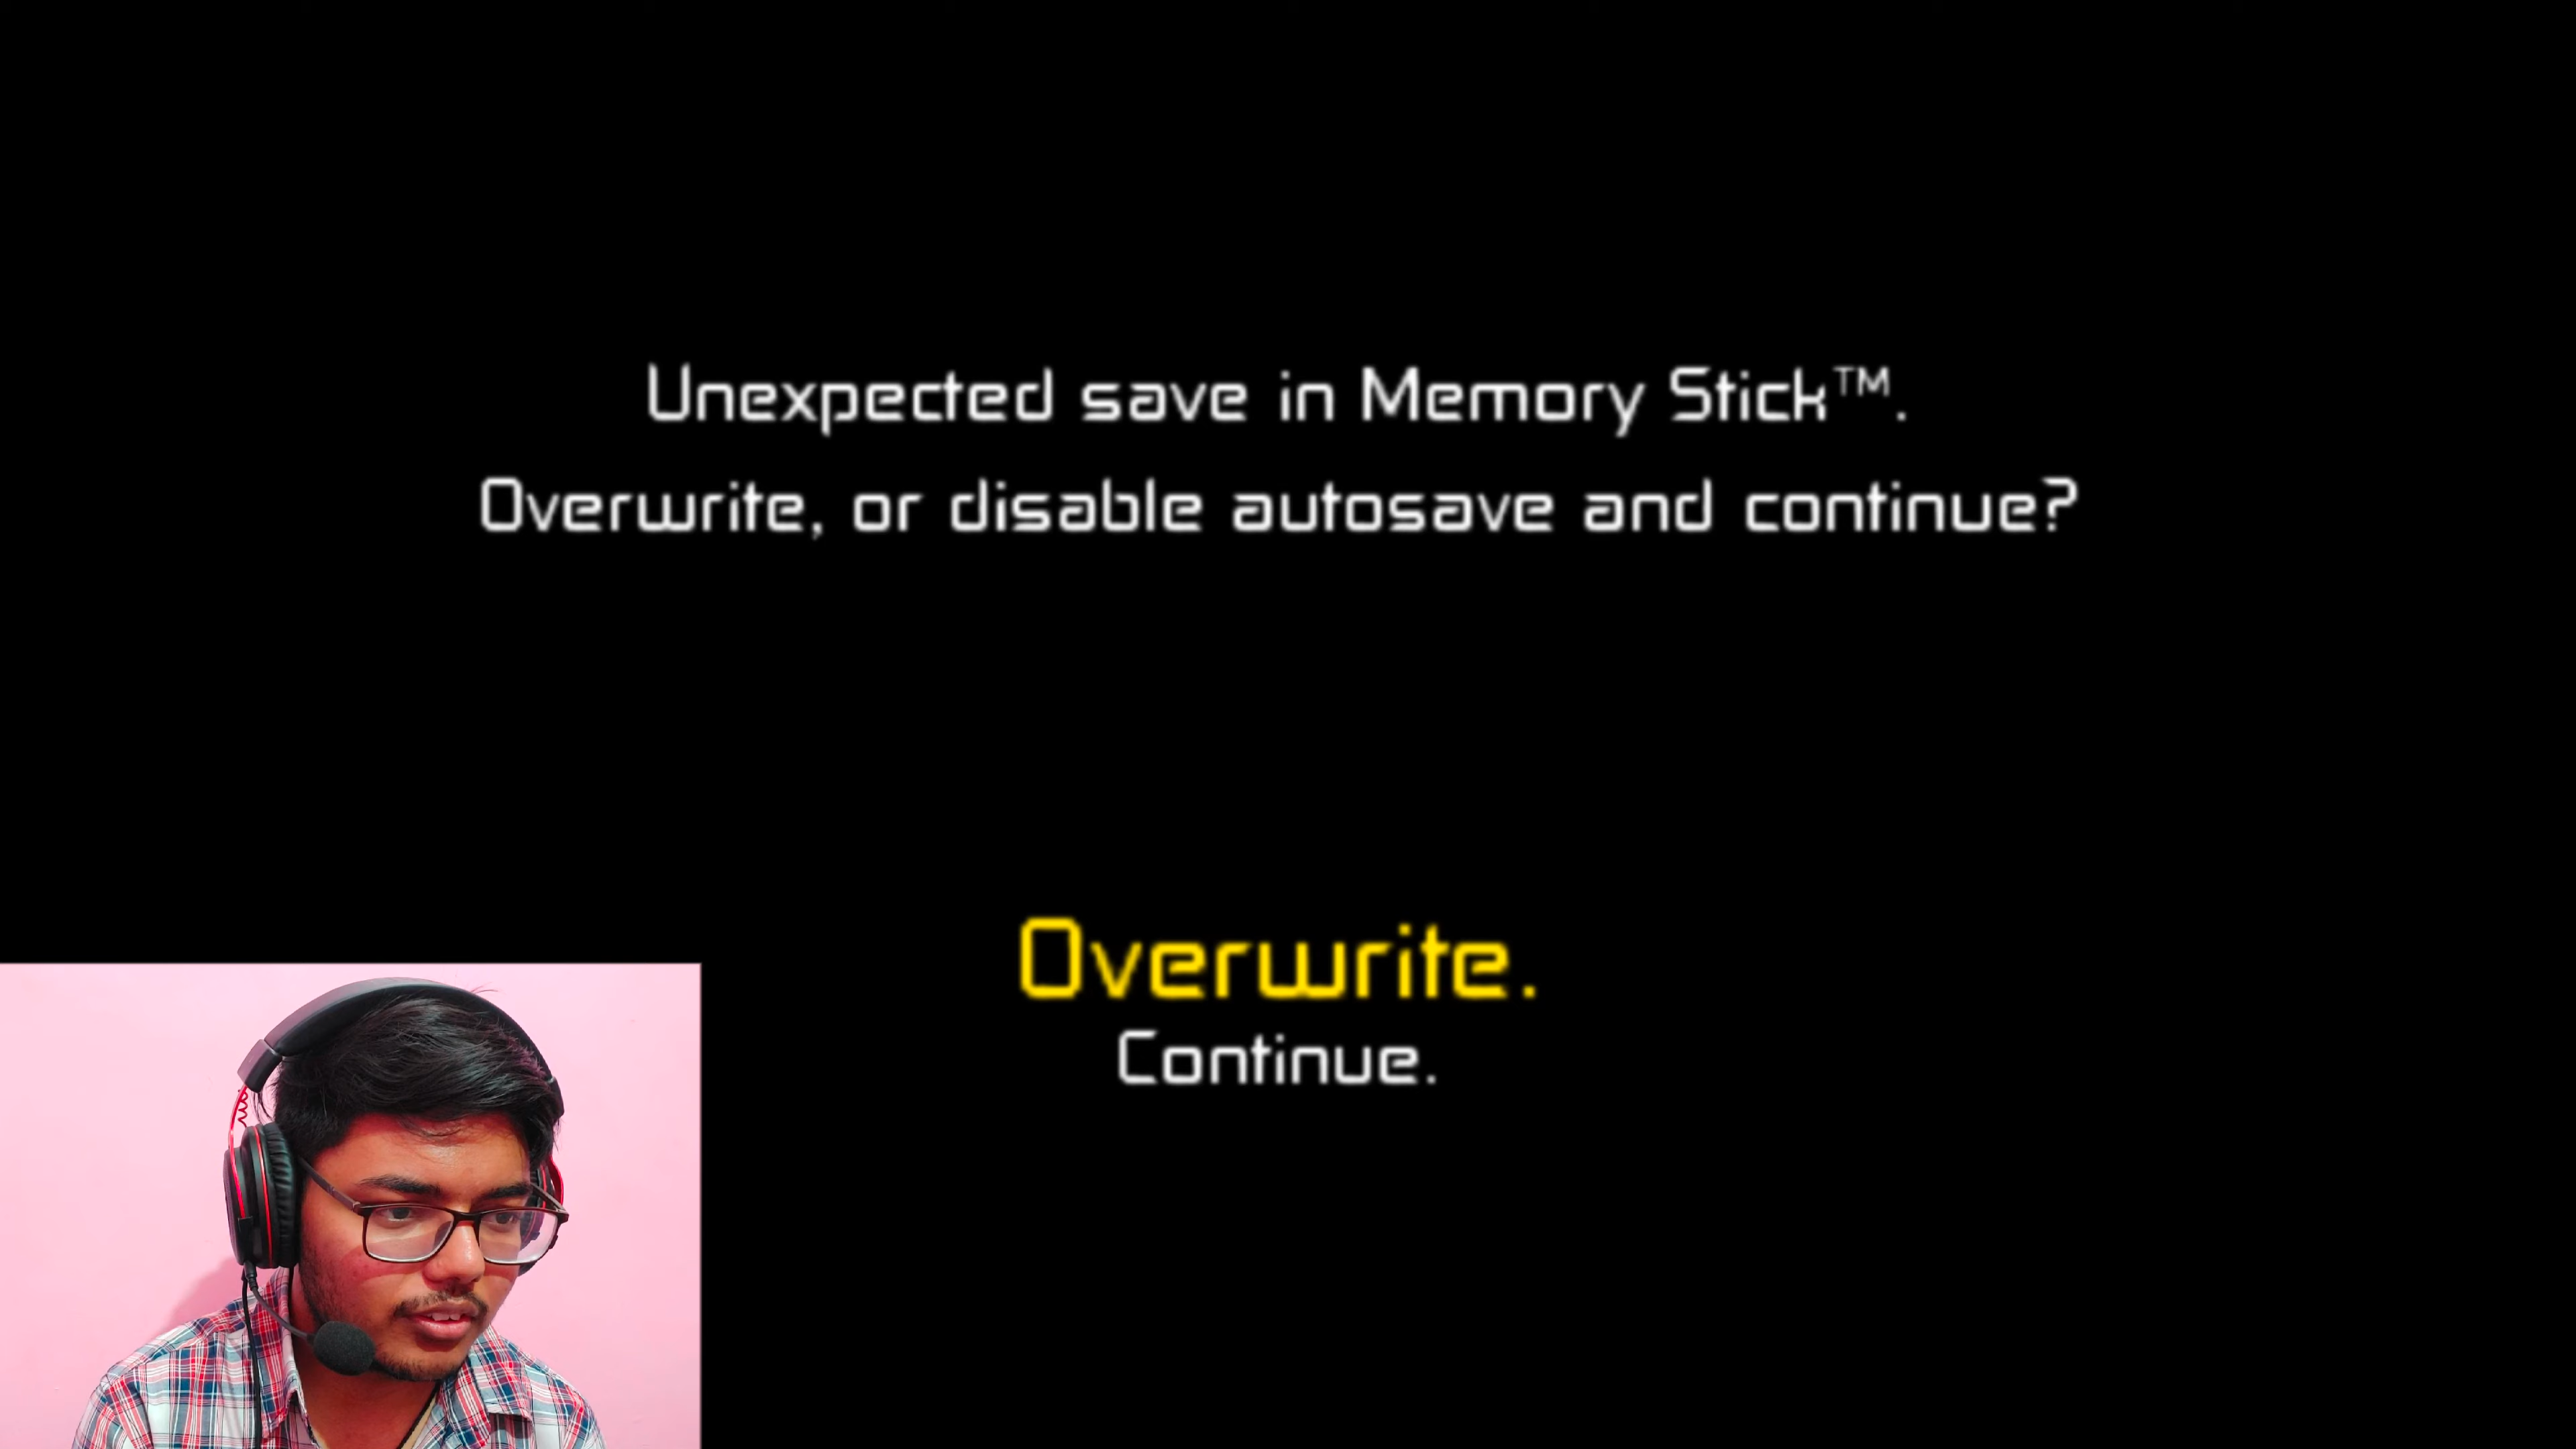 Unexpected save in Memory Stick™.
Overwrite, or disable autosave and continue?
Overwrite.
Continue.